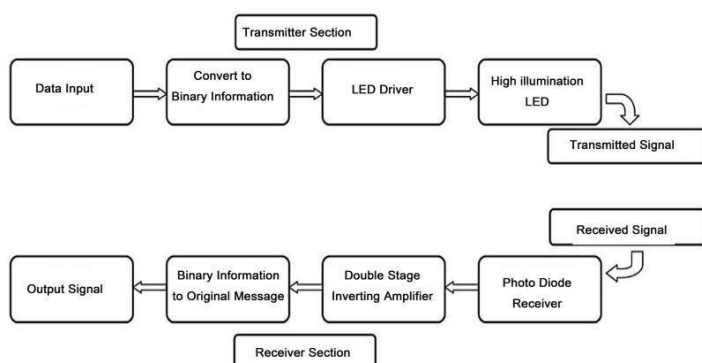 Transmitter Section
Data Input
Convert to
Binary Information
LED Driver
High illumination
LED
Transmitted Signal
Received Signal
Output Signal
Binary Information
to Original Message
Double Stage
Inverting Amplifier
Photo Diode
Receiver
Receiver Section